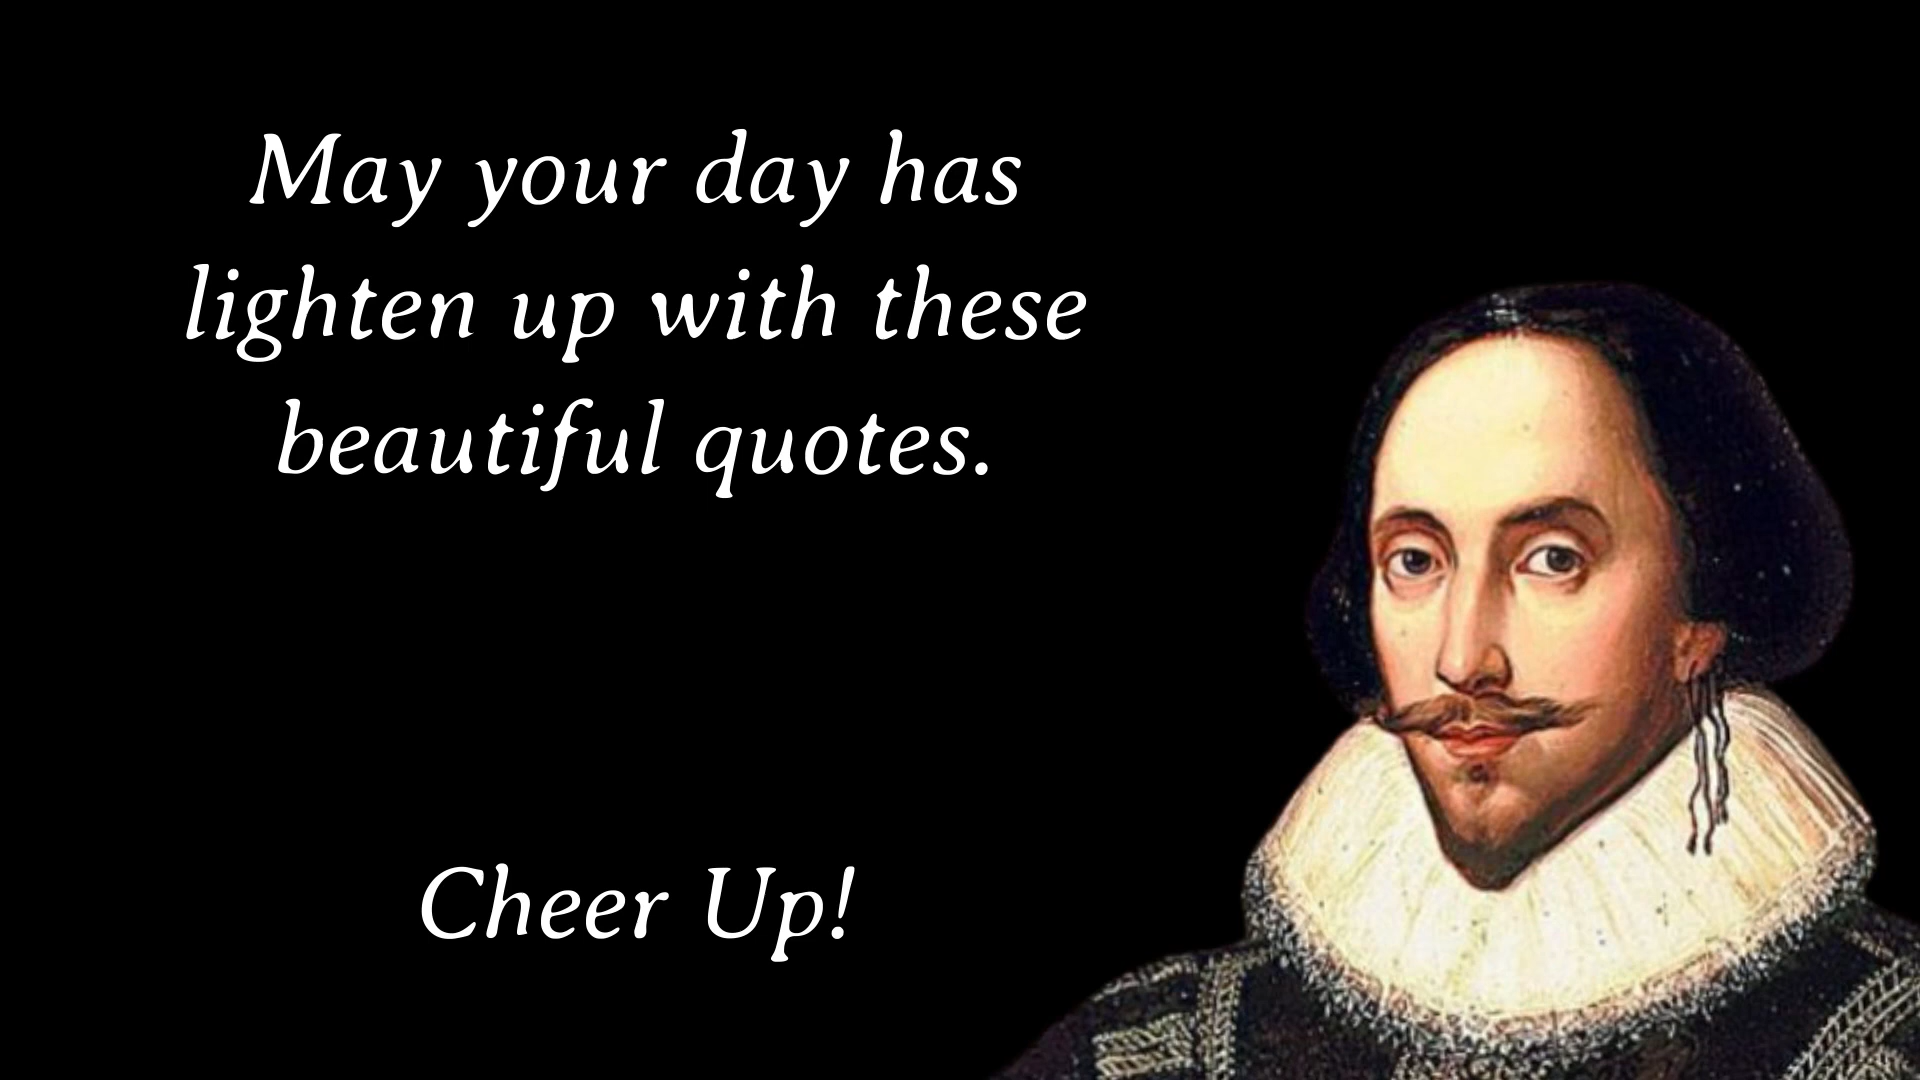 May your day has
lighten up with these
beautiful quotes.
Cheer Up!